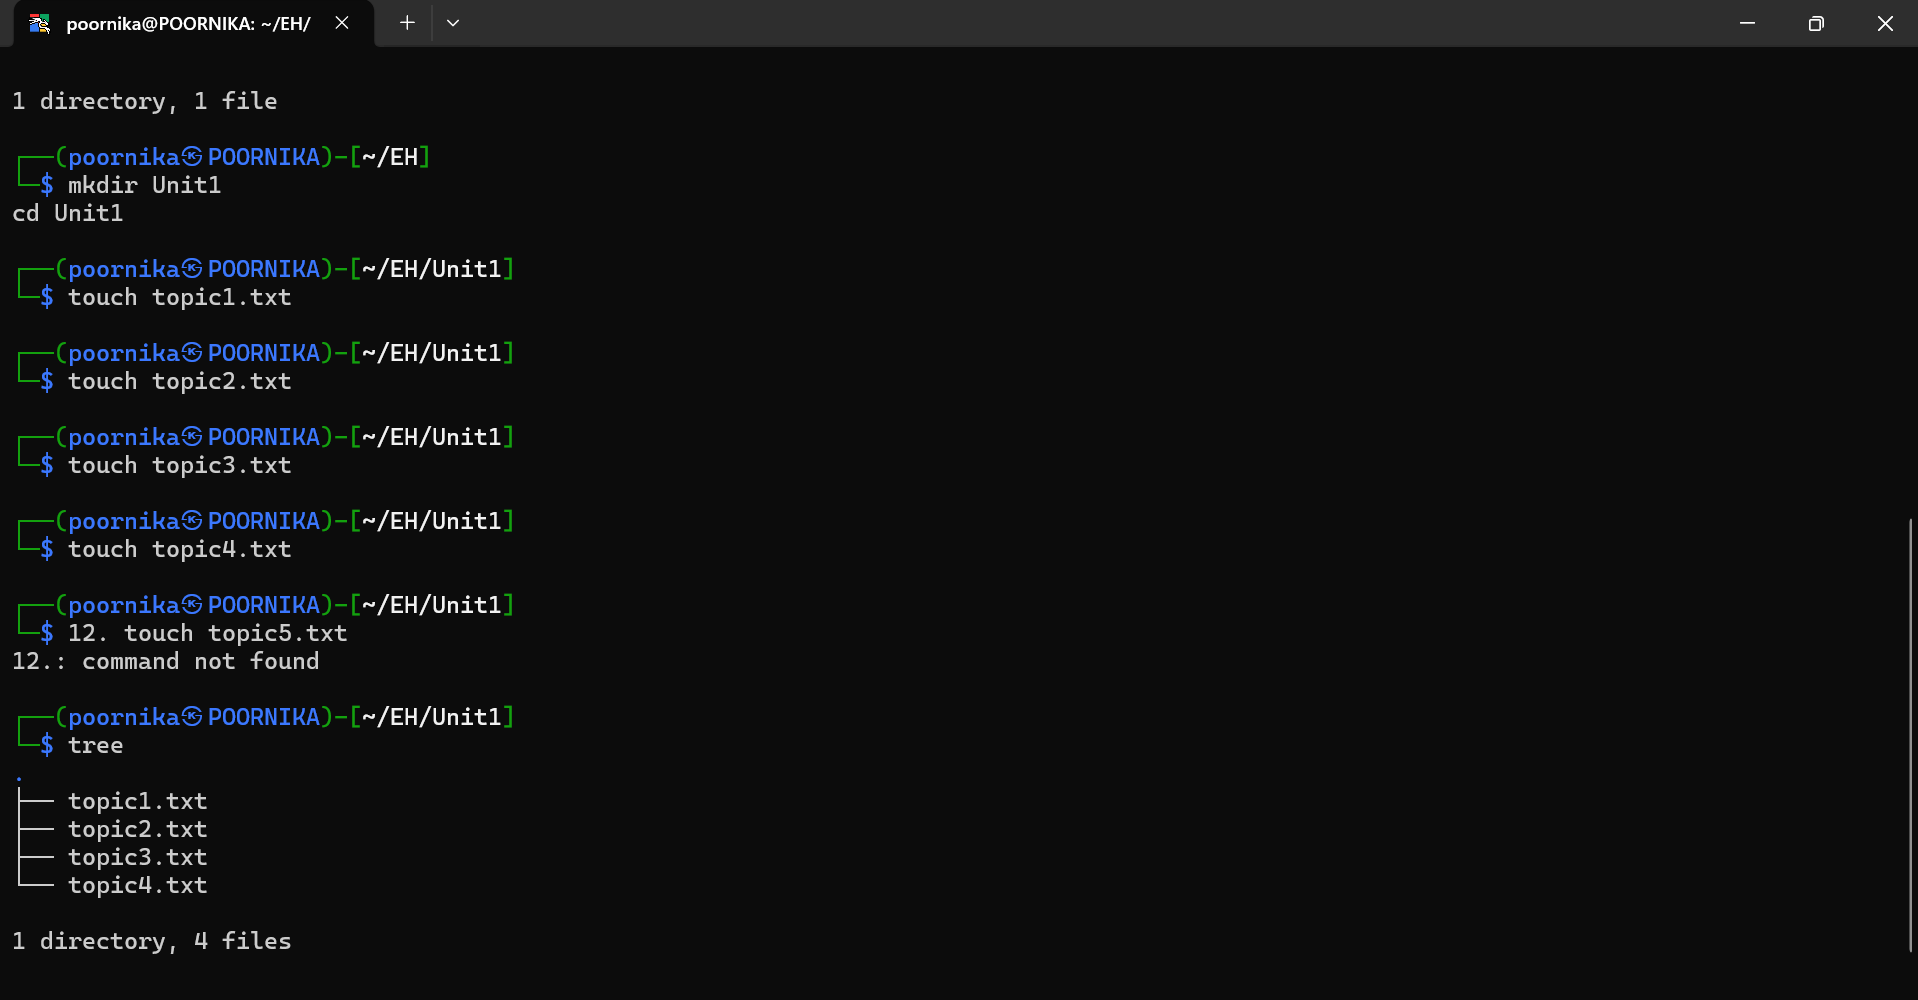 poornika@POORNIKA: ~/EH/
1 directory, 1 file
┌──(poornika㉿POORNIKA)-[~/EH]
└─$ mkdir Unit1
cd Unit1
┌──(poornika㉿POORNIKA)-[~/EH/Unit1]
└─$ touch topic1.txt
┌──(poornika㉿POORNIKA)-[~/EH/Unit1]
└─$ touch topic2.txt
┌──(poornika㉿POORNIKA)-[~/EH/Unit1]
└─$ touch topic3.txt
┌──(poornika㉿POORNIKA)-[~/EH/Unit1]
└─$ touch topic4.txt
┌──(poornika㉿POORNIKA)-[~/EH/Unit1]
└─$ 12. touch topic5.txt
12.: command not found
┌──(poornika㉿POORNIKA)-[~/EH/Unit1]
└─$ tree
.
├── topic1.txt
├── topic2.txt
├── topic3.txt
└── topic4.txt
1 directory, 4 files